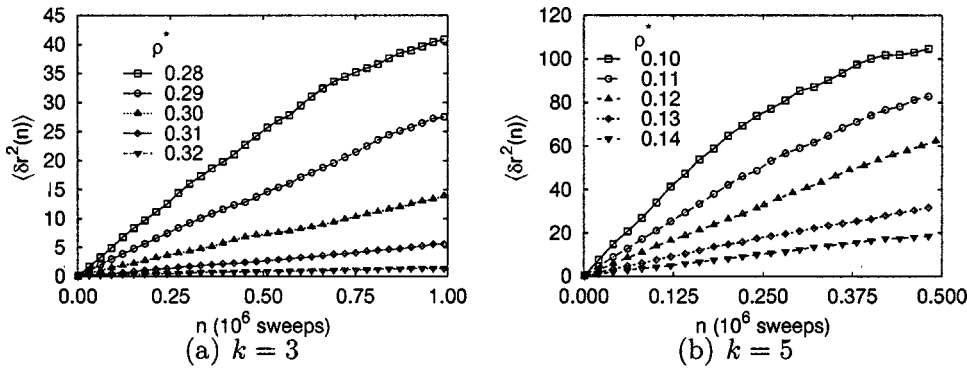 45
40
35
30
25
20
15
10
5
0
⟨δr²(n)⟩
ρ*
0.28
0.29
0.30
0.31
0.32
0.00 0.25 0.50 0.75 1.00
n (10⁶ sweeps)
(a) k = 3
120
100
80
60
40
20
0
⟨δr²(n)⟩
ρ*
0.10
0.11
0.12
0.13
0.14
0.000 0.125 0.250 0.375 0.500
n (10⁶ sweeps)
(b) k = 5